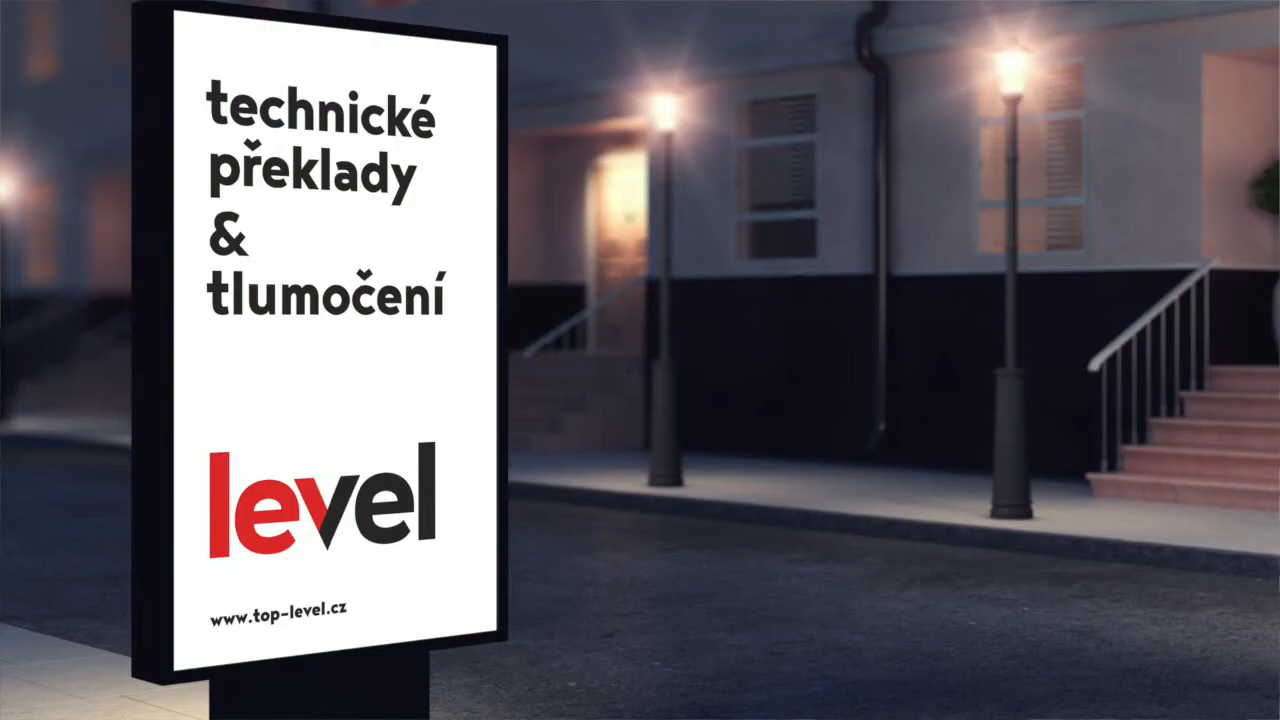 technické
překlady
&
tlumočení
level
www.top-level.cz